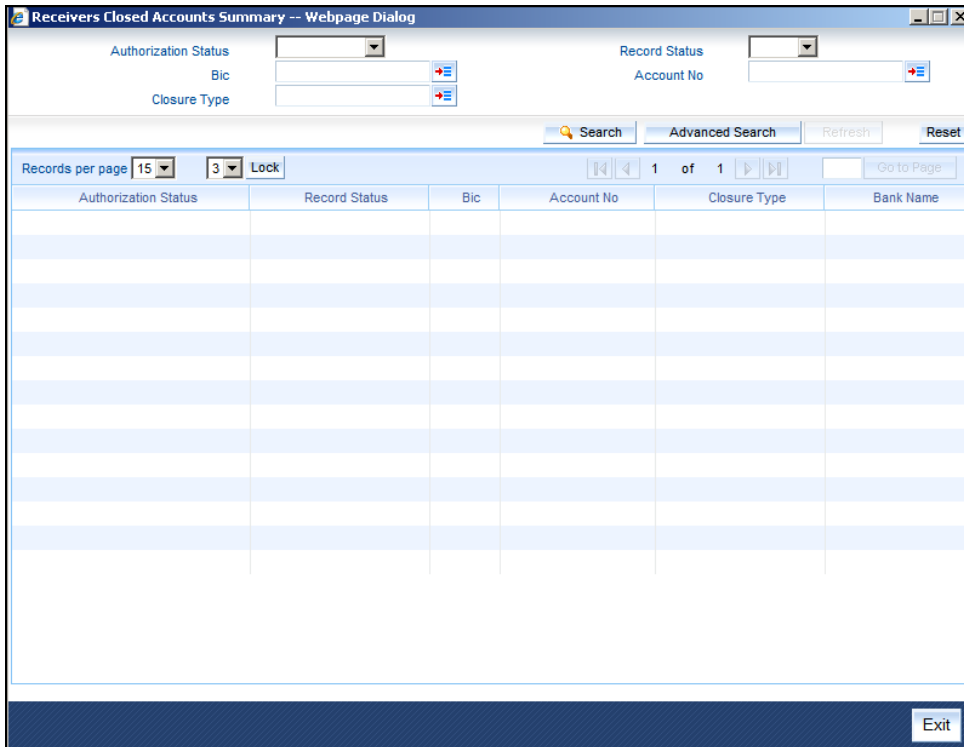 Receivers Closed Accounts Summary -- Webpage Dialog
Authorization Status Record Status
Bic Account No
Closure Type
Search Advanced Search Refresh Reset
Records per page 15 3 Lock 1 of 1 Go to Page
Authorization Status Record Status Bic Account No Closure Type Bank Name
Exit